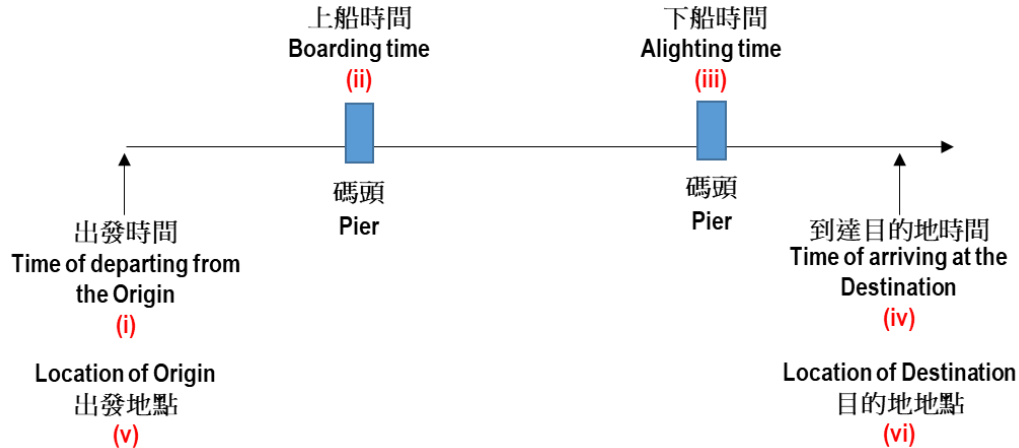 上船時間
Boarding time
(ii)
下船時間
Alighting time
(iii)
碼頭
Pier
碼頭
Pier
出發時間
Time of departing from
the Origin
(i)
到達目的地時間
Time of arriving at the
Destination
(iv)
Location of Origin
出發地點
(v)
Location of Destination
目的地地點
(vi)